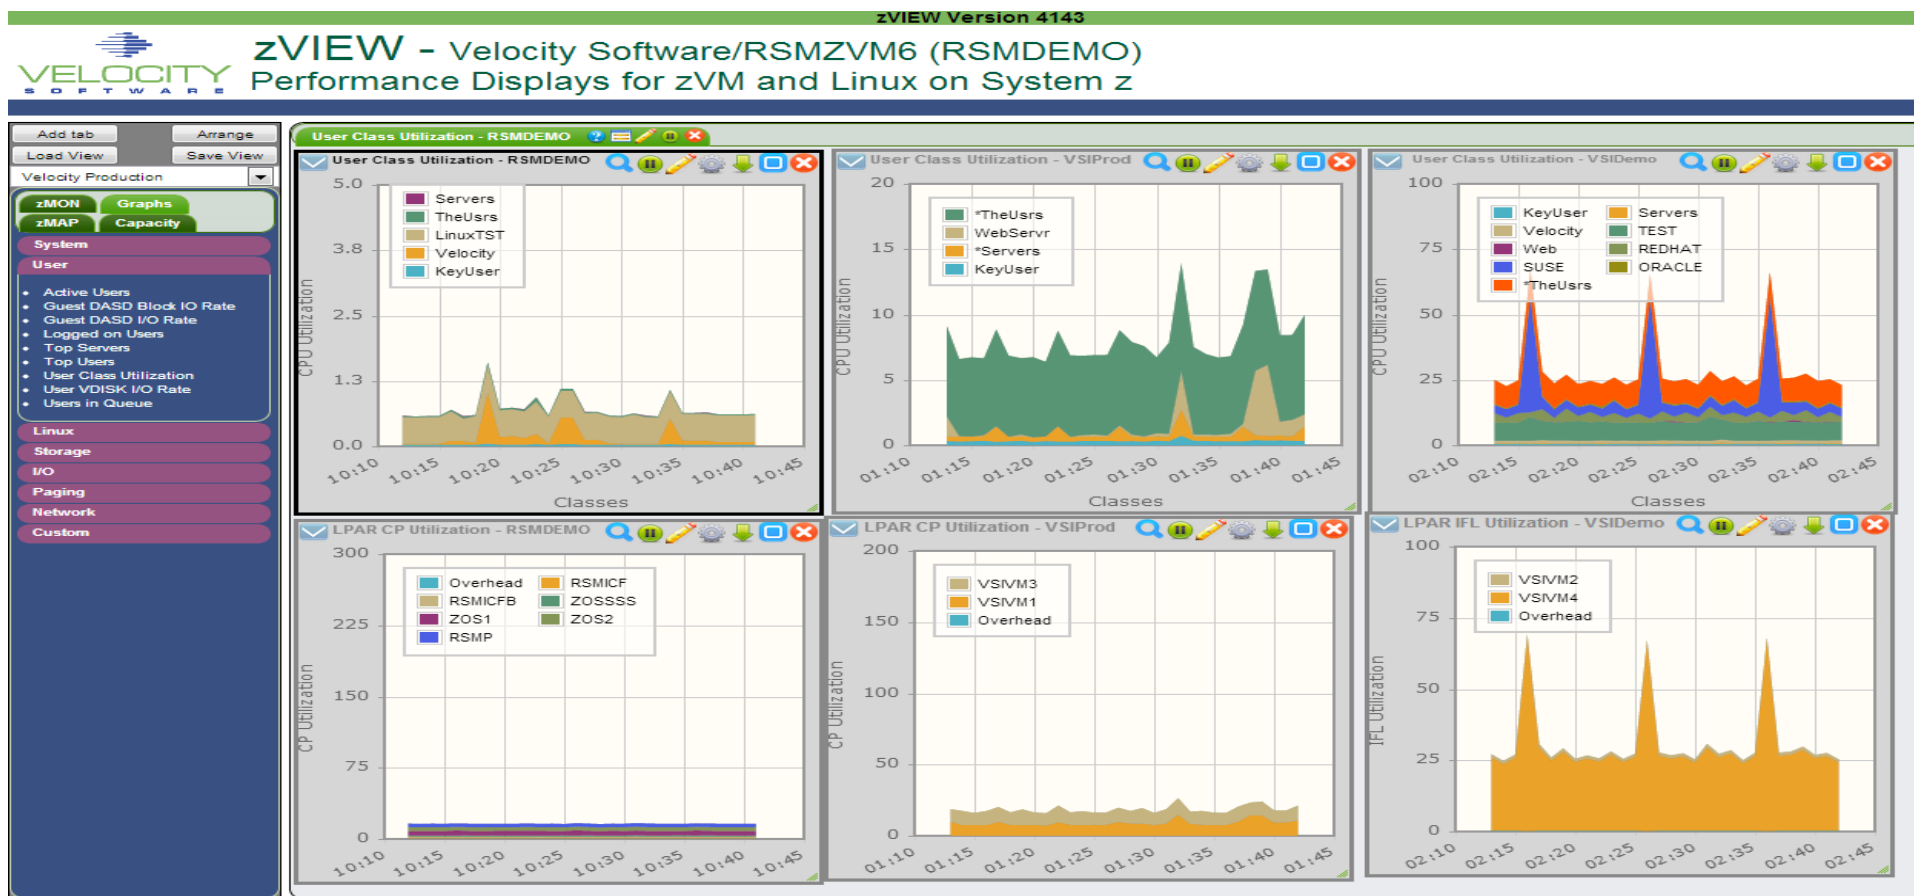 zVIEW Version 4143
VELOCITY
SOFTWARE
zVIEW - Velocity Software/RSMZVM6 (RSMDEMO)
Performance Displays for zVM and Linux on System z
Add tab
Arrange
Load View
Save View
Velocity Production
zMON
Graphs
zMAP
Capacity
System
User
Active Users
Guest DASD Block IO Rate
Guest DASD I/O Rate
Logged on Users
Top Servers
Top Users
User Class Utilization
User VDISK I/O Rate
Users in Queue
Linux
Storage
I/O
Paging
Network
Custom
User Class Utilization - RSMDEMO
User Class Utilization - RSMDEMO
5.0
3.8
2.5
1.3
0.0
CPU Utilization
Servers
TheUsrs
LinuxTST
Velocity
KeyUser
10:10 10:15 10:20 10:25 10:30 10:35 10:40 10:45
Classes
User Class Utilization - VSIProd
20
15
10
5
0
CPU Utilization
*TheUsrs
WebServr
*Servers
KeyUser
01:10 01:15 01:20 01:25 01:30 01:35 01:40 01:45
Classes
User Class Utilization - VSIDemo
100
75
50
25
0
CPU Utilization
KeyUser Servers
Velocity TEST
Web REDHAT
SUSE ORACLE
*TheUsrs
02:10 02:15 02:20 02:25 02:30 02:35 02:40 02:45
Classes
LPAR CP Utilization - RSMDEMO
300
225
150
75
0
CP Utilization
Overhead RSMICF
RSMICFB ZOSSSS
ZOS1 ZOS2
RSMP
10:10 10:15 10:20 10:25 10:30 10:35 10:40 10:45
LPAR CP Utilization - VSIProd
200
150
100
50
0
CP Utilization
VSIVM3
VSIVM1
Overhead
01:10 01:15 01:20 01:25 01:30 01:35 01:40 01:45
LPAR IFL Utilization - VSIDemo
100
75
50
25
0
IFL Utilization
VSIVM2
VSIVM4
Overhead
02:10 02:15 02:20 02:25 02:30 02:35 02:40 02:45